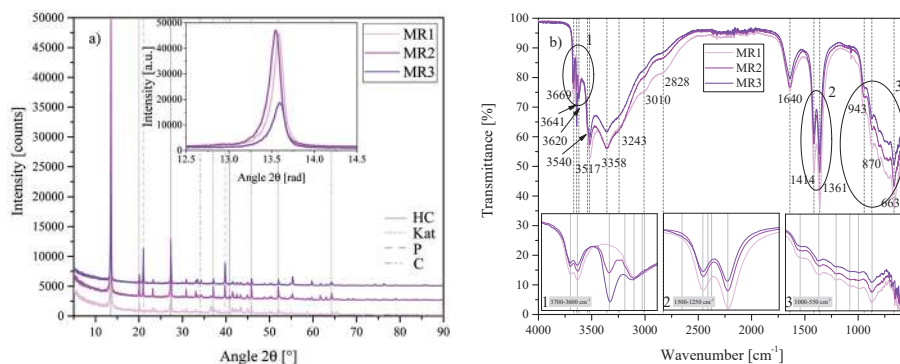 a)
Intensity [counts]
50000
45000
40000
35000
30000
25000
20000
15000
10000
5000
0
10
20
30
40
50
60
70
80
90
Angle 2θ [°]
MR1
MR2
MR3
HC
Kat
P
C
Intensity [a.u.]
50000
40000
30000
20000
10000
0
12.5
13.0
13.5
14.0
14.5
Angle 2θ [rad]
MR1
MR2
MR3
b)
Transmittance [%]
100
90
80
70
60
50
40
30
20
10
0
4000
3500
3000
2500
2000
1500
1000
Wavenumber [cm⁻¹]
MR1
MR2
MR3
1
2
3
3669
3641
3620
3540
3517
3358
3243
3010
2828
1640
1414
1361
943
870
663
1
3700-3600 cm⁻¹
2
1500-1250 cm⁻¹
3
1000-550 cm⁻¹